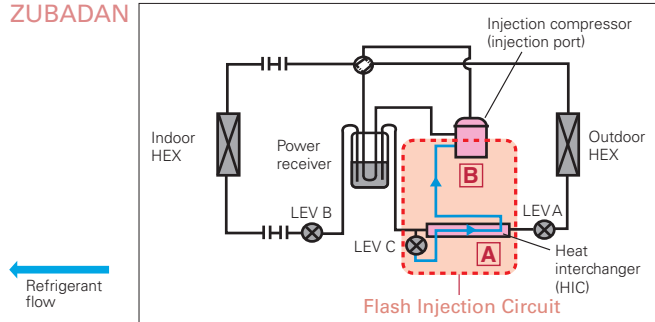 ZUBADAN
Injection compressor
(injection port)
Indoor
HEX
Power
receiver
Outdoor
HEX
B
LEV B
LEV A
LEV C
A
Heat
interchanger
(HIC)
Refrigerant
flow
Flash Injection Circuit